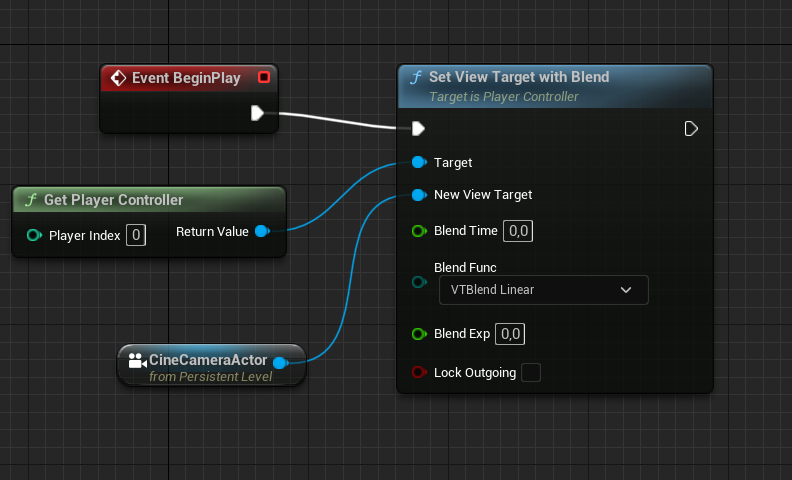 Event BeginPlay
Set View Target with Blend
Target is Player Controller
Target
Get Player Controller
New View Target
Player Index 0
Return Value
Blend Time 0,0
Blend Func
VTBlend Linear
Blend Exp 0,0
CineCameraActor
from Persistent Level
Lock Outgoing